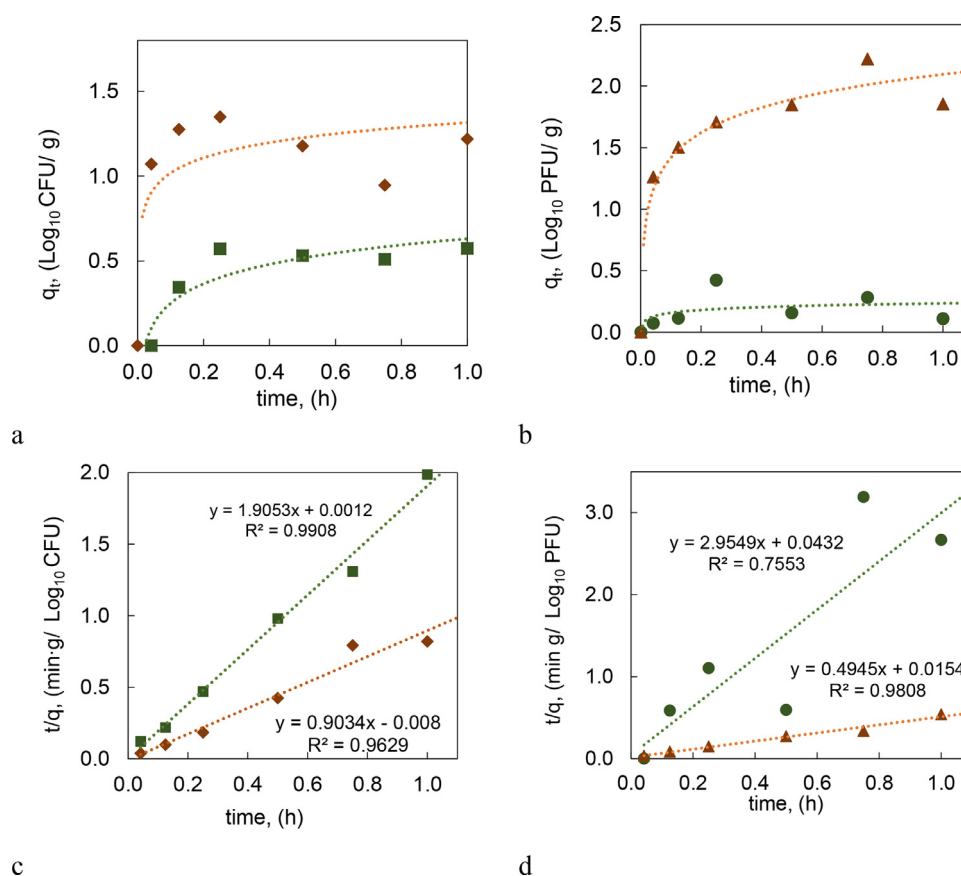 qt, (Log10 CFU/ g)
1.5
1.0
0.5
0.0
0.0 0.2 0.4 0.6 0.8 1.0
time, (h)
a
qt, (Log10 PFU/ g)
2.5
2.0
1.5
1.0
0.5
0.0
0.0 0.2 0.4 0.6 0.8 1.0
time, (h)
b
t/q, (min·g/ Log10 CFU)
2.0
1.5
1.0
0.5
0.0
y = 1.9053x + 0.0012
R² = 0.9908
y = 0.9034x - 0.008
R² = 0.9629
0.0 0.2 0.4 0.6 0.8 1.0
time, (h)
c
t/q, (min g/ Log10 PFU)
3.0
2.0
1.0
0.0
y = 2.9549x + 0.0432
R² = 0.7553
y = 0.4945x + 0.0154
R² = 0.9808
0.0 0.2 0.4 0.6 0.8 1.0
time, (h)
d